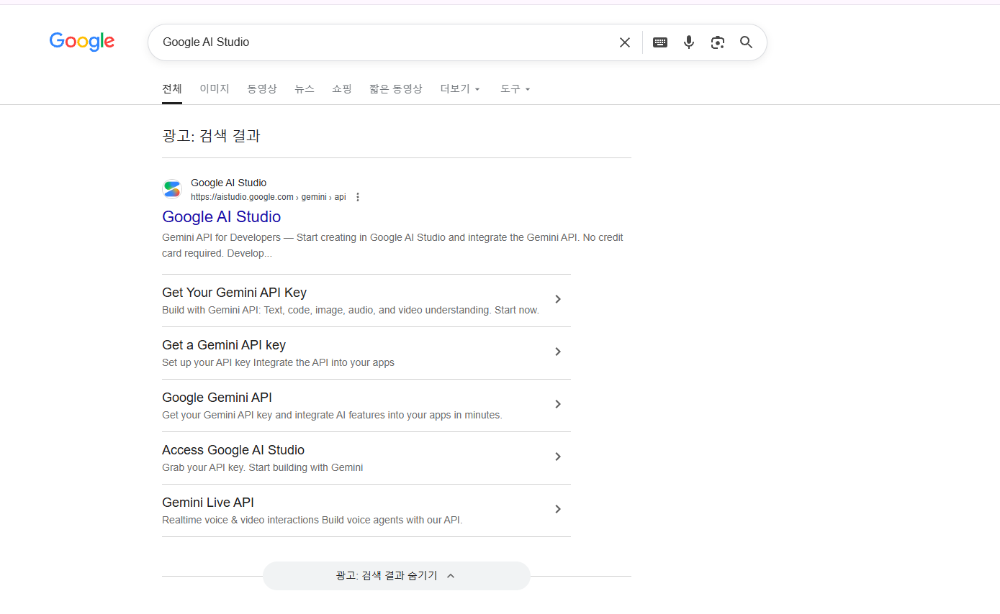 Google
Google AI Studio
전체 이미지 동영상 뉴스 쇼핑 짧은 동영상 더보기 도구
광고: 검색 결과
Google AI Studio
https://aistudio.google.com › gemini › api
Google AI Studio
Gemini API for Developers — Start creating in Google AI Studio and integrate the Gemini API. No credit
card required. Develop...
Get Your Gemini API Key
Build with Gemini API: Text, code, image, audio, and video understanding. Start now.
Get a Gemini API key
Set up your API key Integrate the API into your apps
Google Gemini API
Get your Gemini API key and integrate AI features into your apps in minutes.
Access Google AI Studio
Grab your API key. Start building with Gemini
Gemini Live API
Realtime voice & video interactions Build voice agents with our API.
광고: 검색 결과 숨기기